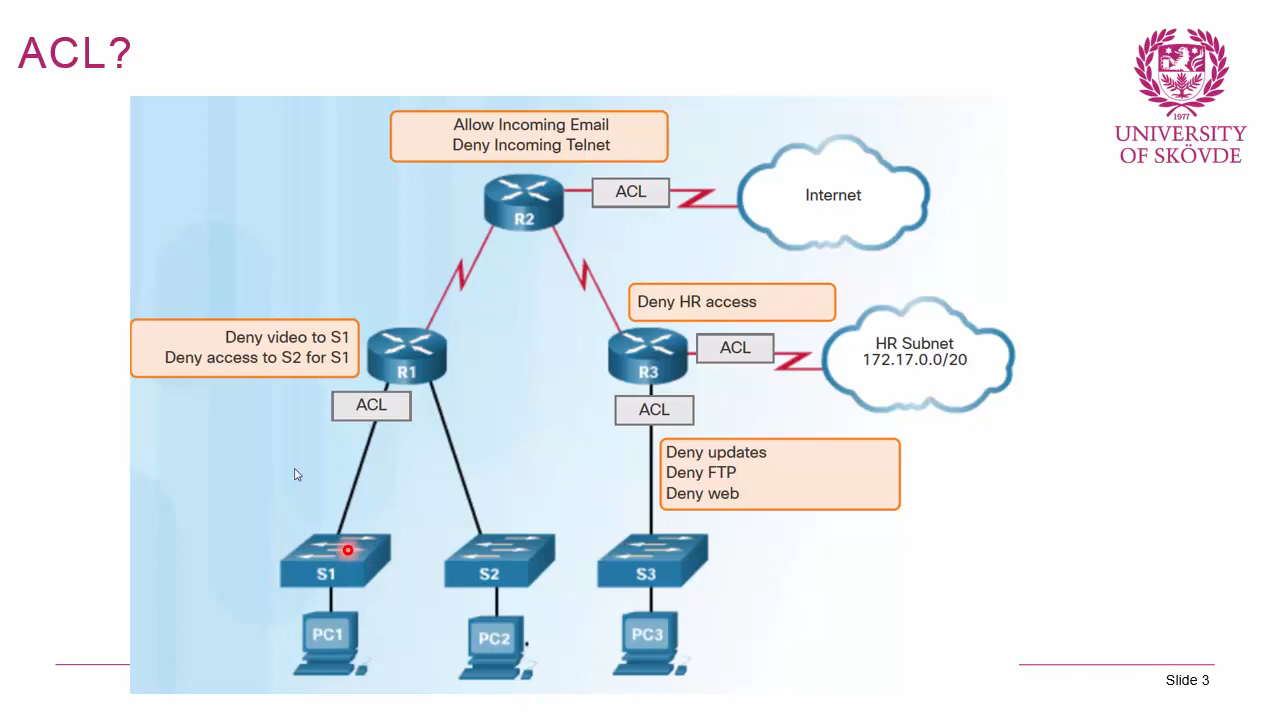 ACL?
1977
UNIVERSITY
OF SKÖVDE
Allow Incoming Email
Deny Incoming Telnet
ACL
Internet
R2
Deny HR access
Deny video to S1
Deny access to S2 for S1
R1
R3
ACL
HR Subnet
172.17.0.0/20
ACL
ACL
Deny updates
Deny FTP
Deny web
S1
S2
S3
PC1
PC2
PC3
Slide 3